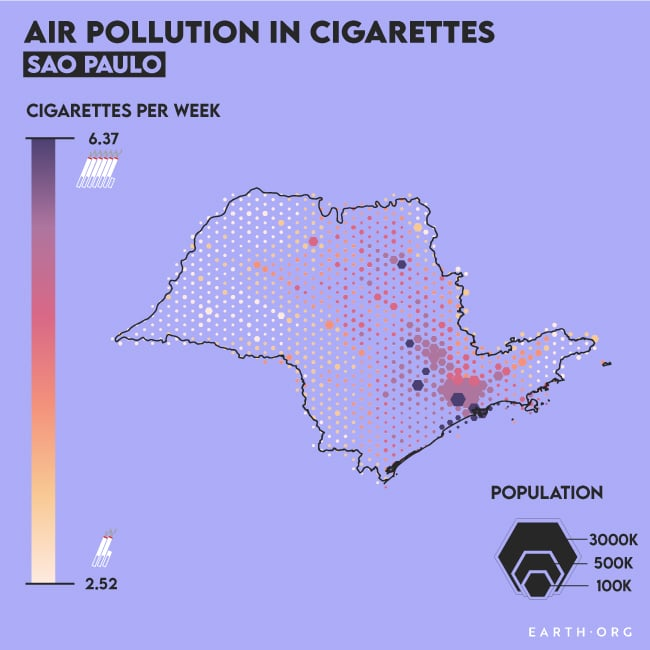 AIR POLLUTION IN CIGARETTES
SAO PAULO
CIGARETTES PER WEEK
6.37
2.52
POPULATION
3000K
500K
100K
EARTH·ORG